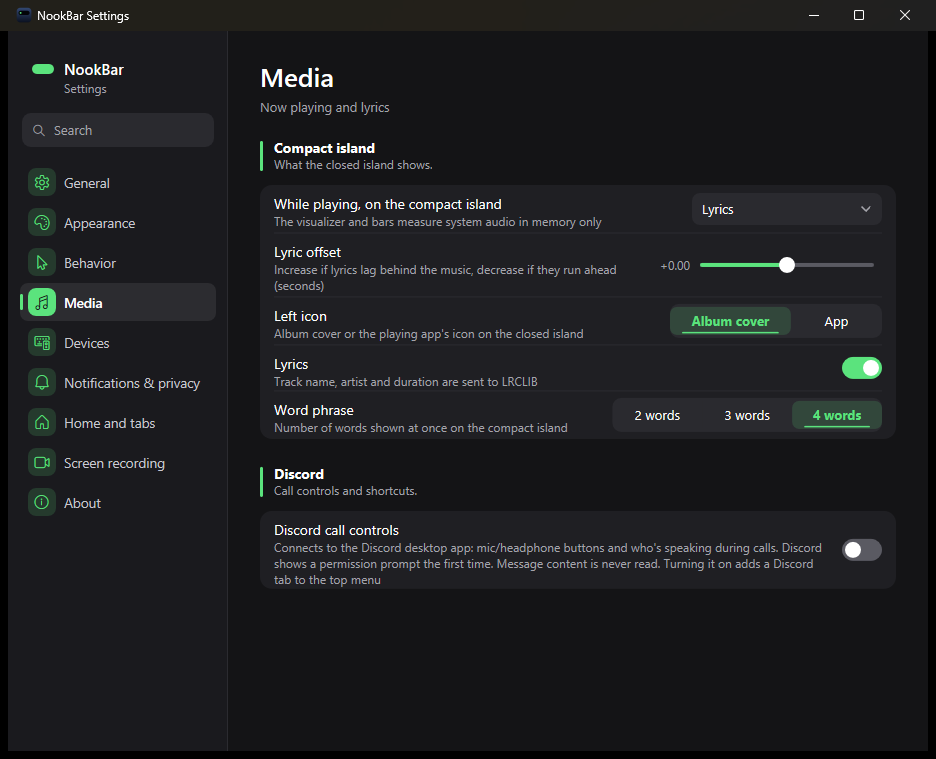 NookBar Settings
NookBar
Settings
Search
General
Appearance
Behavior
Media
Devices
Notifications & privacy
Home and tabs
Screen recording
About
Media
Now playing and lyrics
Compact island
What the closed island shows.
While playing, on the compact island
The visualizer and bars measure system audio in memory only
Lyrics
Lyric offset
Increase if lyrics lag behind the music, decrease if they run ahead
(seconds)
+0.00
Left icon
Album cover or the playing app's icon on the closed island
Album cover
App
Lyrics
Track name, artist and duration are sent to LRCLIB
Word phrase
Number of words shown at once on the compact island
2 words
3 words
4 words
Discord
Call controls and shortcuts.
Discord call controls
Connects to the Discord desktop app: mic/headphone buttons and who's speaking during calls. Discord
shows a permission prompt the first time. Message content is never read. Turning it on adds a Discord
tab to the top menu